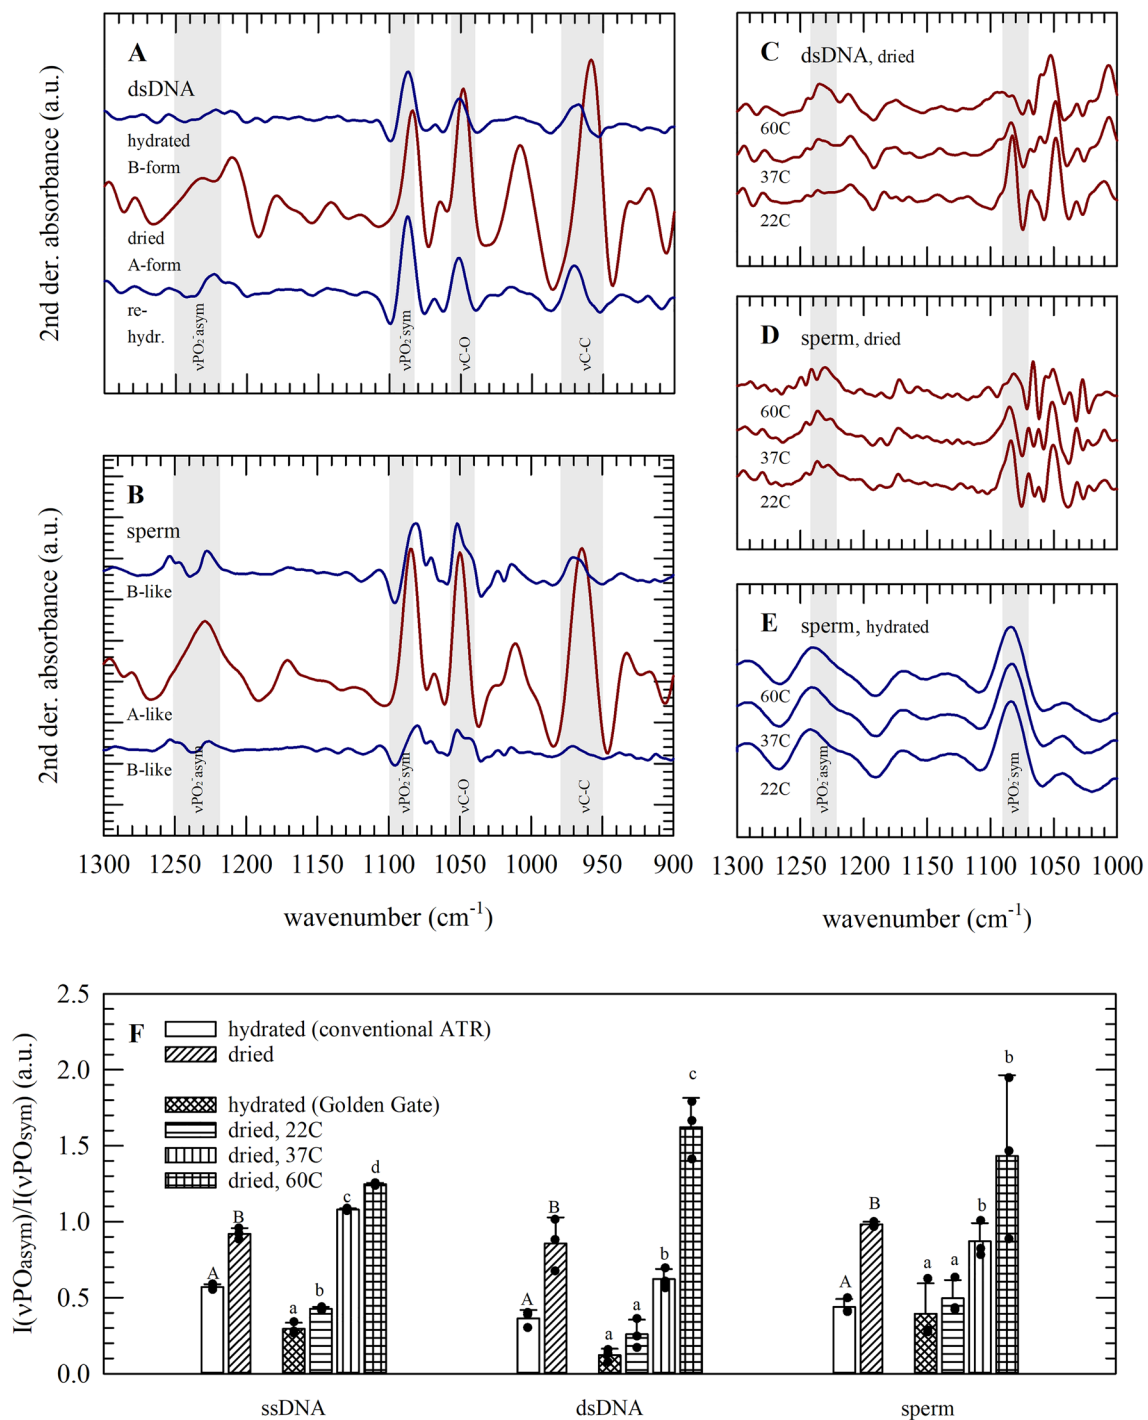 A
dsDNA
hydrated
B-form
dried
A-form
re-
hydr.
νPO₂⁻asym
νPO₂⁻sym
νC-O
νC-C
2nd der. absorbance (a.u.)
B
sperm
B-like
A-like
B-like
νPO₂⁻asym
νPO₂⁻sym
νC-O
νC-C
2nd der. absorbance (a.u.)
1300 1250 1200 1150 1100 1050 1000 950 900
wavenumber (cm⁻¹)
C
dsDNA, dried
60C
37C
22C
2nd der. absorbance (a.u.)
D
sperm, dried
60C
37C
22C
E
sperm, hydrated
60C
37C
22C
νPO₂⁻asym
νPO₂⁻sym
1300 1250 1200 1150 1100 1050 1000
wavenumber (cm⁻¹)
F
hydrated (conventional ATR)
dried
hydrated (Golden Gate)
dried, 22C
dried, 37C
dried, 60C
I(νPOasym)/I(νPOsym) (a.u.)
2.5
2.0
1.5
1.0
0.5
0.0
A B a b c d
A B a a b c
A B a a b b
ssDNA dsDNA sperm